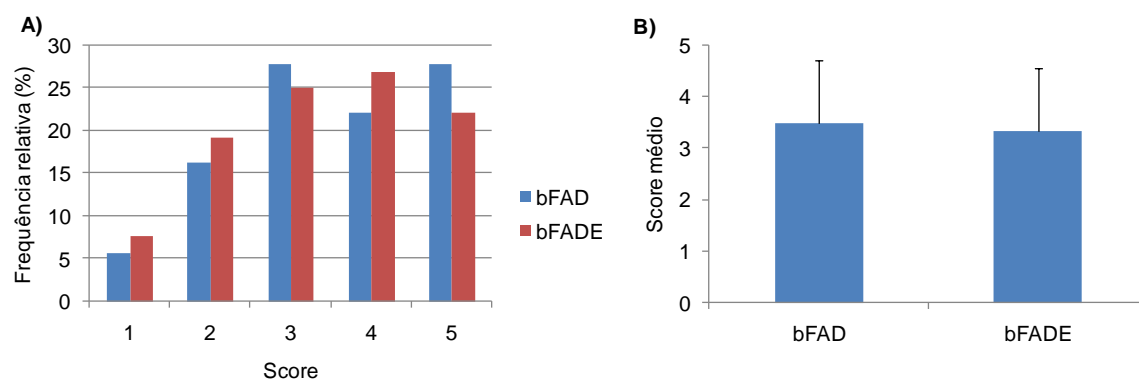 A)
Frequência relativa (%)
30
25
20
15
10
5
0
1 2 3 4 5
Score
bFAD
bFADE
B)
Score médio
5
4
3
2
1
0
bFAD bFADE